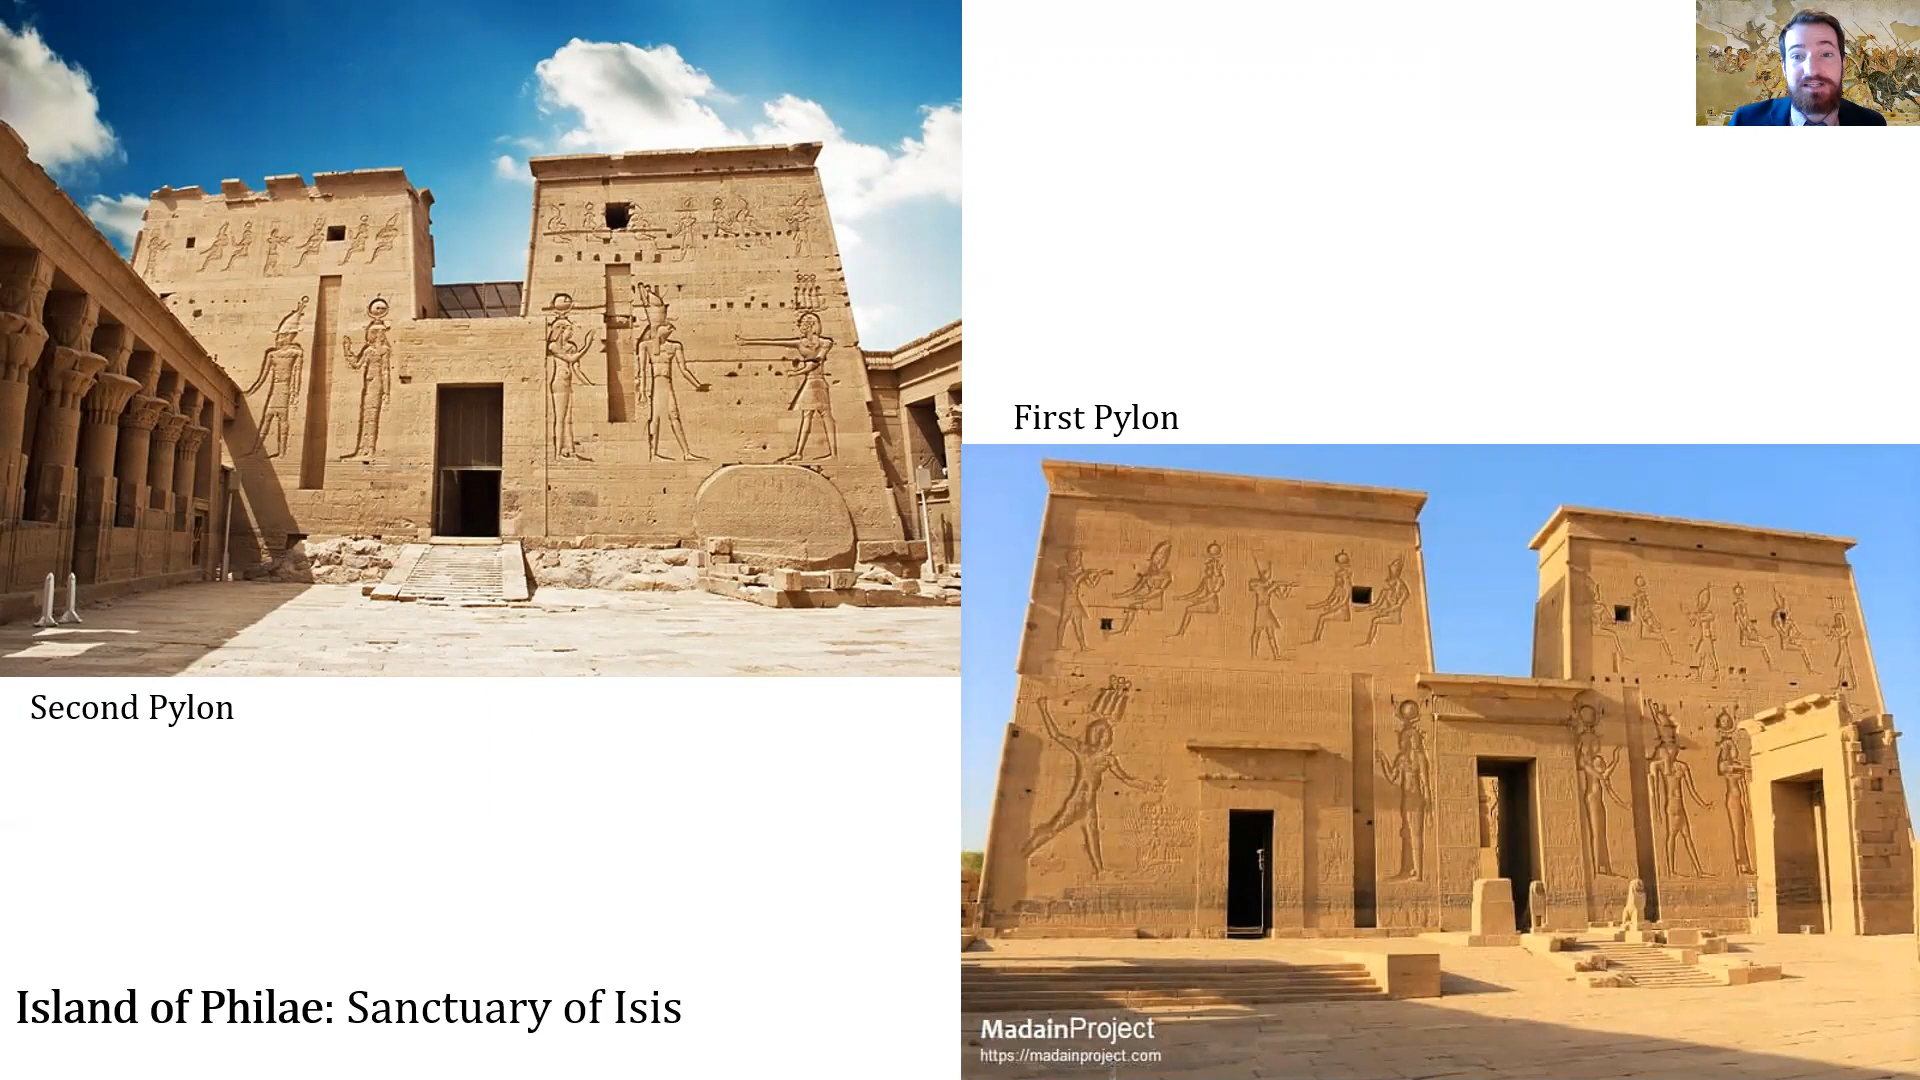 First Pylon
Second Pylon
Island of Philae: Sanctuary of Isis
MadainProject
https://madainproject.com